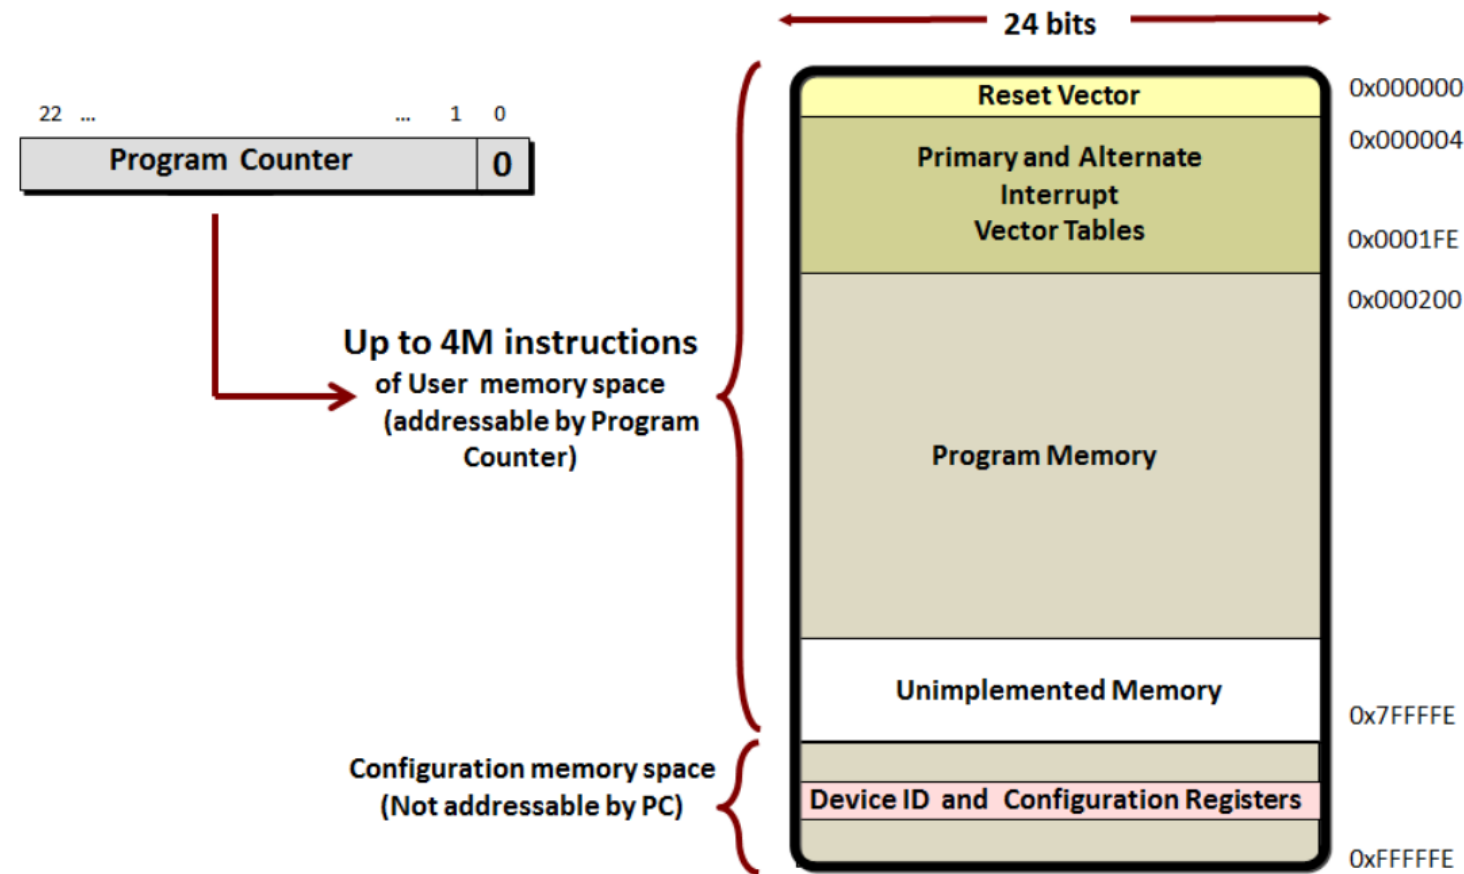 24 bits
22 ... ... 1 0
Program Counter 0
Reset Vector
0x000000
Primary and Alternate
Interrupt
Vector Tables
0x000004
0x0001FE
0x000200
Up to 4M instructions
of User memory space
(addressable by Program
Counter)
Program Memory
Unimplemented Memory
0x7FFFFE
Configuration memory space
(Not addressable by PC)
Device ID and Configuration Registers
0xFFFFFE